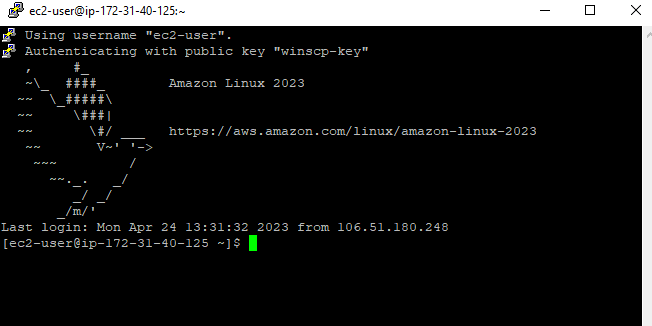 ec2-user@ip-172-31-40-125:~
Using username "ec2-user".
Authenticating with public key "winscp-key"
   ,     #_
   ~\_  ####_        Amazon Linux 2023
  ~~  \_#####\
  ~~     \###|
  ~~       \#/ ___   https://aws.amazon.com/linux/amazon-linux-2023
   ~~       V~' '->
    ~~~         /
      ~~._.   _/
         _/ _/
       _/m/'
Last login: Mon Apr 24 13:31:32 2023 from 106.51.180.248
[ec2-user@ip-172-31-40-125 ~]$